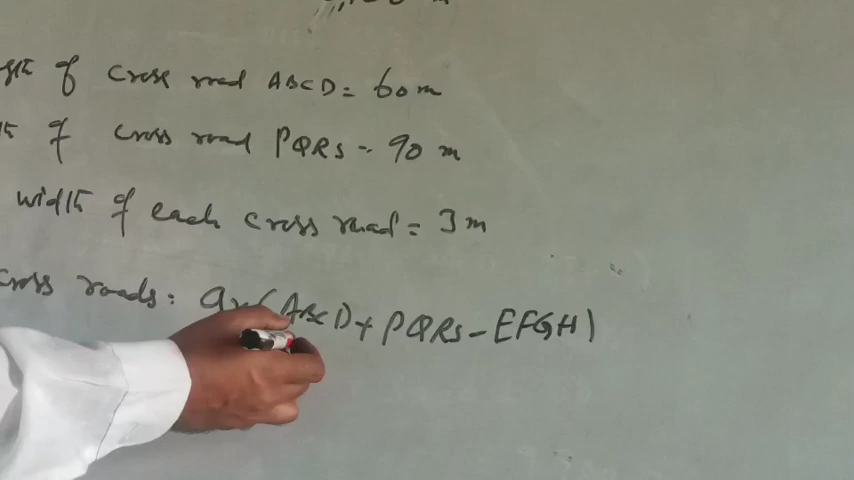 of cross road ABCD = 60 m
of cross road PQRS = 90 m
width of each cross road = 3 m
cross roads: ar(ABCD + PQRS - EFGH)